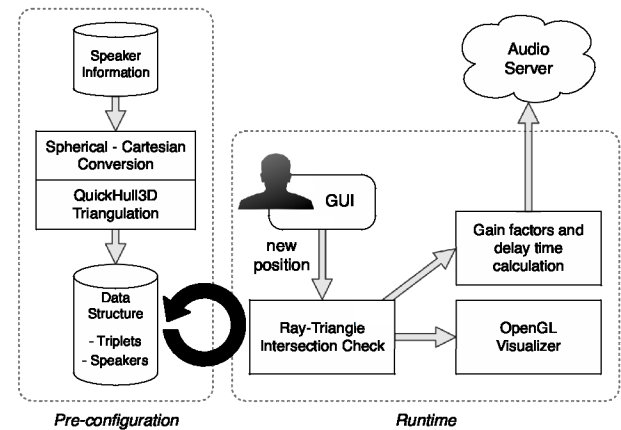 Speaker
Information
Spherical - Cartesian
Conversion
QuickHull3D
Triangulation
Data
Structure
- Triplets
- Speakers
Pre-configuration
Audio
Server
GUI
new
position
Gain factors and
delay time
calculation
Ray-Triangle
Intersection Check
OpenGL
Visualizer
Runtime